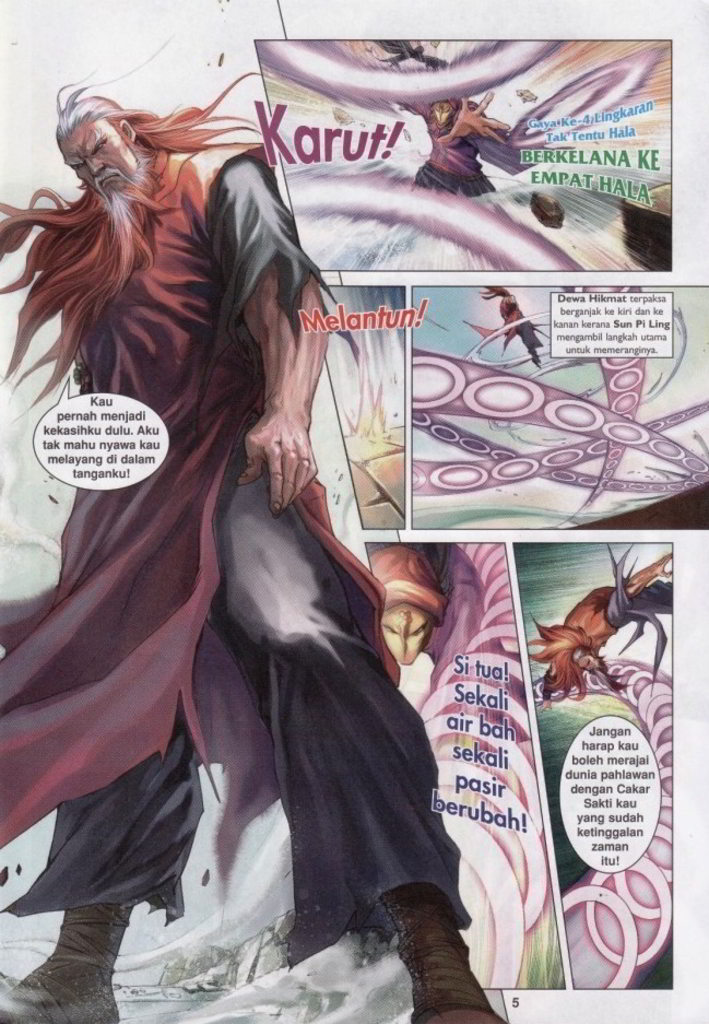 Kau
pernah menjadi
kekasihku dulu. Aku
tak mahu nyawa kau
melayang di dalam
tanganku!
Karut!
Gaya Ke-4 Lingkaran
Tak Tentu Hala
BERKELANA KE
EMPAT HALA
Melantun!
Dewa Hikmat terpaksa
berganjak ke kiri dan ke
kanan kerana Sun Pi Ling
mengambil langkah utama
untuk memeranginya.
Si tua!
Sekali
air bah
sekali
pasir
berubah!
Jangan
harap kau
boleh merajai
dunia pahlawan
dengan Cakar
Sakti kau
yang sudah
ketinggalan
zaman
itu!
5